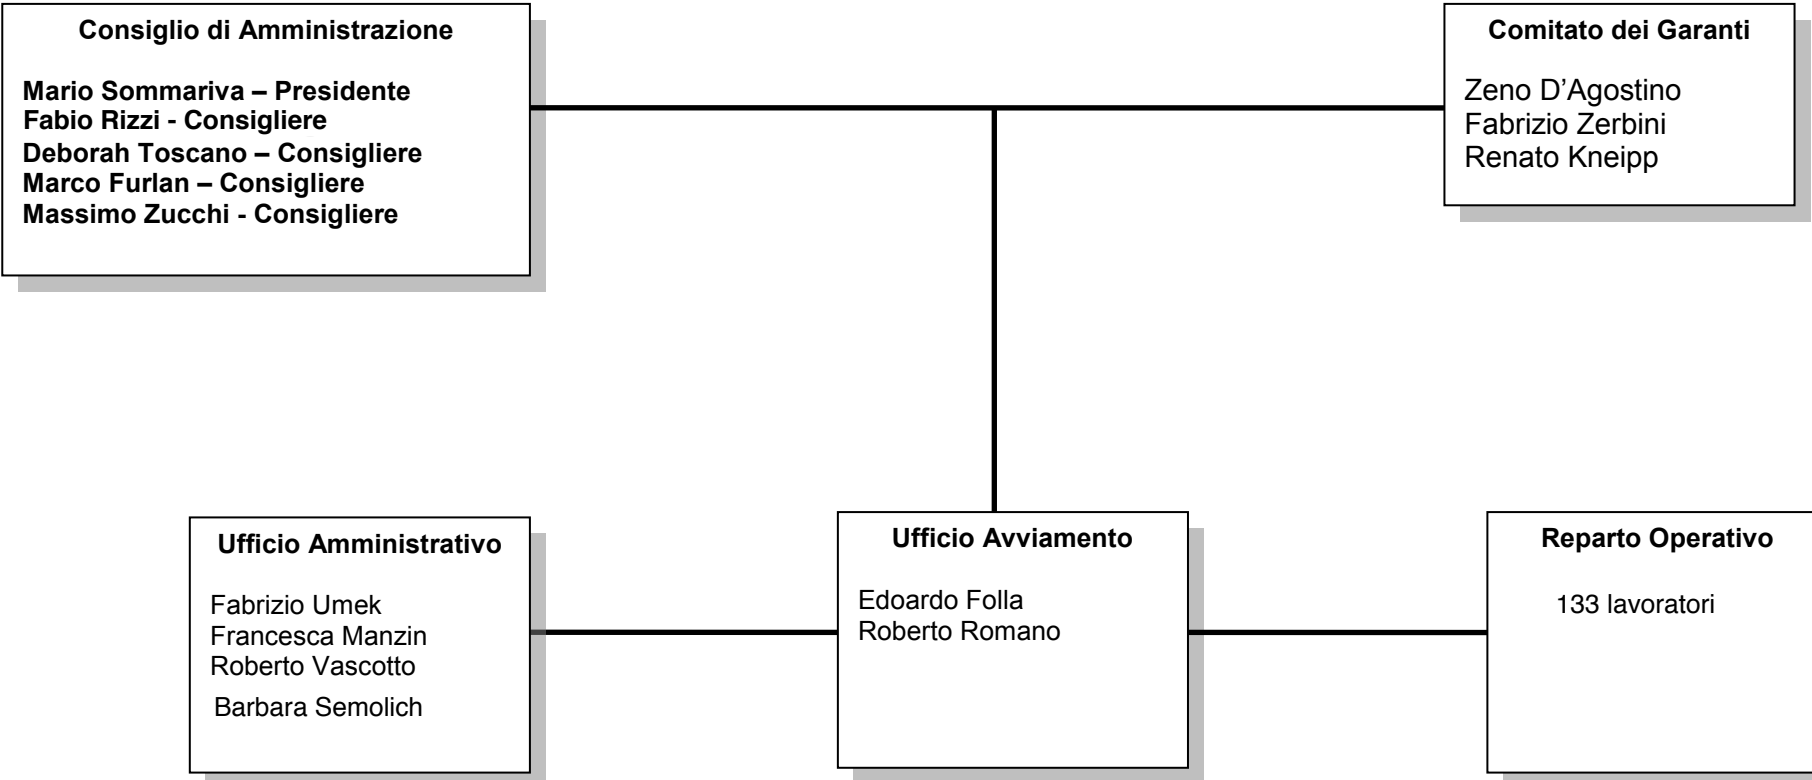 Consiglio di Amministrazione
Mario Sommariva – Presidente
Fabio Rizzi - Consigliere
Deborah Toscano – Consigliere
Marco Furlan – Consigliere
Massimo Zucchi - Consigliere
Comitato dei Garanti
Zeno D’Agostino
Fabrizio Zerbini
Renato Kneipp
Ufficio Amministrativo
Fabrizio Umek
Francesca Manzin
Roberto Vascotto
Barbara Semolich
Ufficio Avviamento
Edoardo Folla
Roberto Romano
Reparto Operativo
133 lavoratori